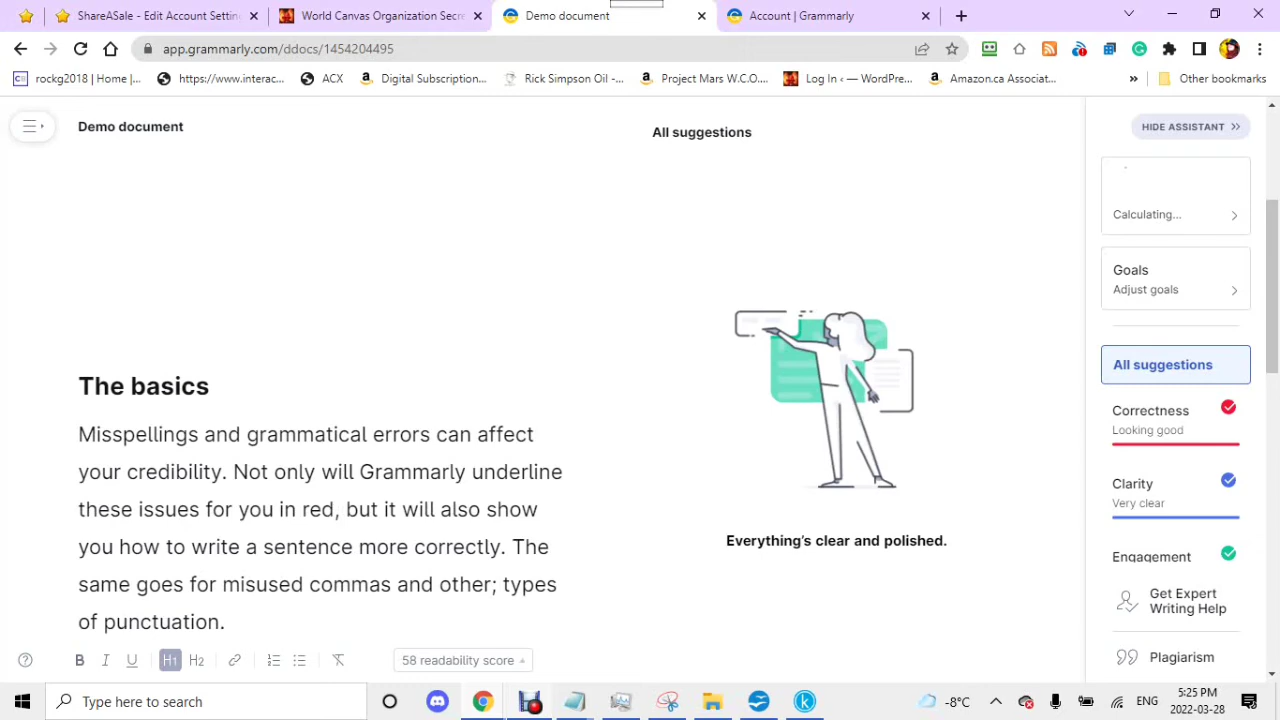 ShareASale - ShareAccount Settin
World Canvas Secre
Demo document
Account | Grammarly
app.grammarly.com/ddocs/1454204495
rockg2018 | Home |...
https://www.interac...
ACX
Digital Subscription...
Rick Simpson Oil -...
Project Mars W.C.O....
Log In ‹ — WordPre...
Amazon.ca Associat...
Other bookmarks
Demo document
All suggestions
HIDE ASSISTANT
Calculating...
Goals
Adjust goals
All suggestions
The basics
Correctness
Looking good
Misspellings and grammatical errors can affect
your credibility. Not only will Grammarly underline
Clarity
Very clear
these issues for you in red, but it will also show
you how to write a sentence more correctly. The
Everything's clear and polished.
Engagement
same goes for misused commas and other; types
Get Expert
Writing Help
of punctuation.
B I U H1 H2
58 readability score
Plagiarism
Type here to search
-8°C
ENG
5:25 PM
2022-03-28